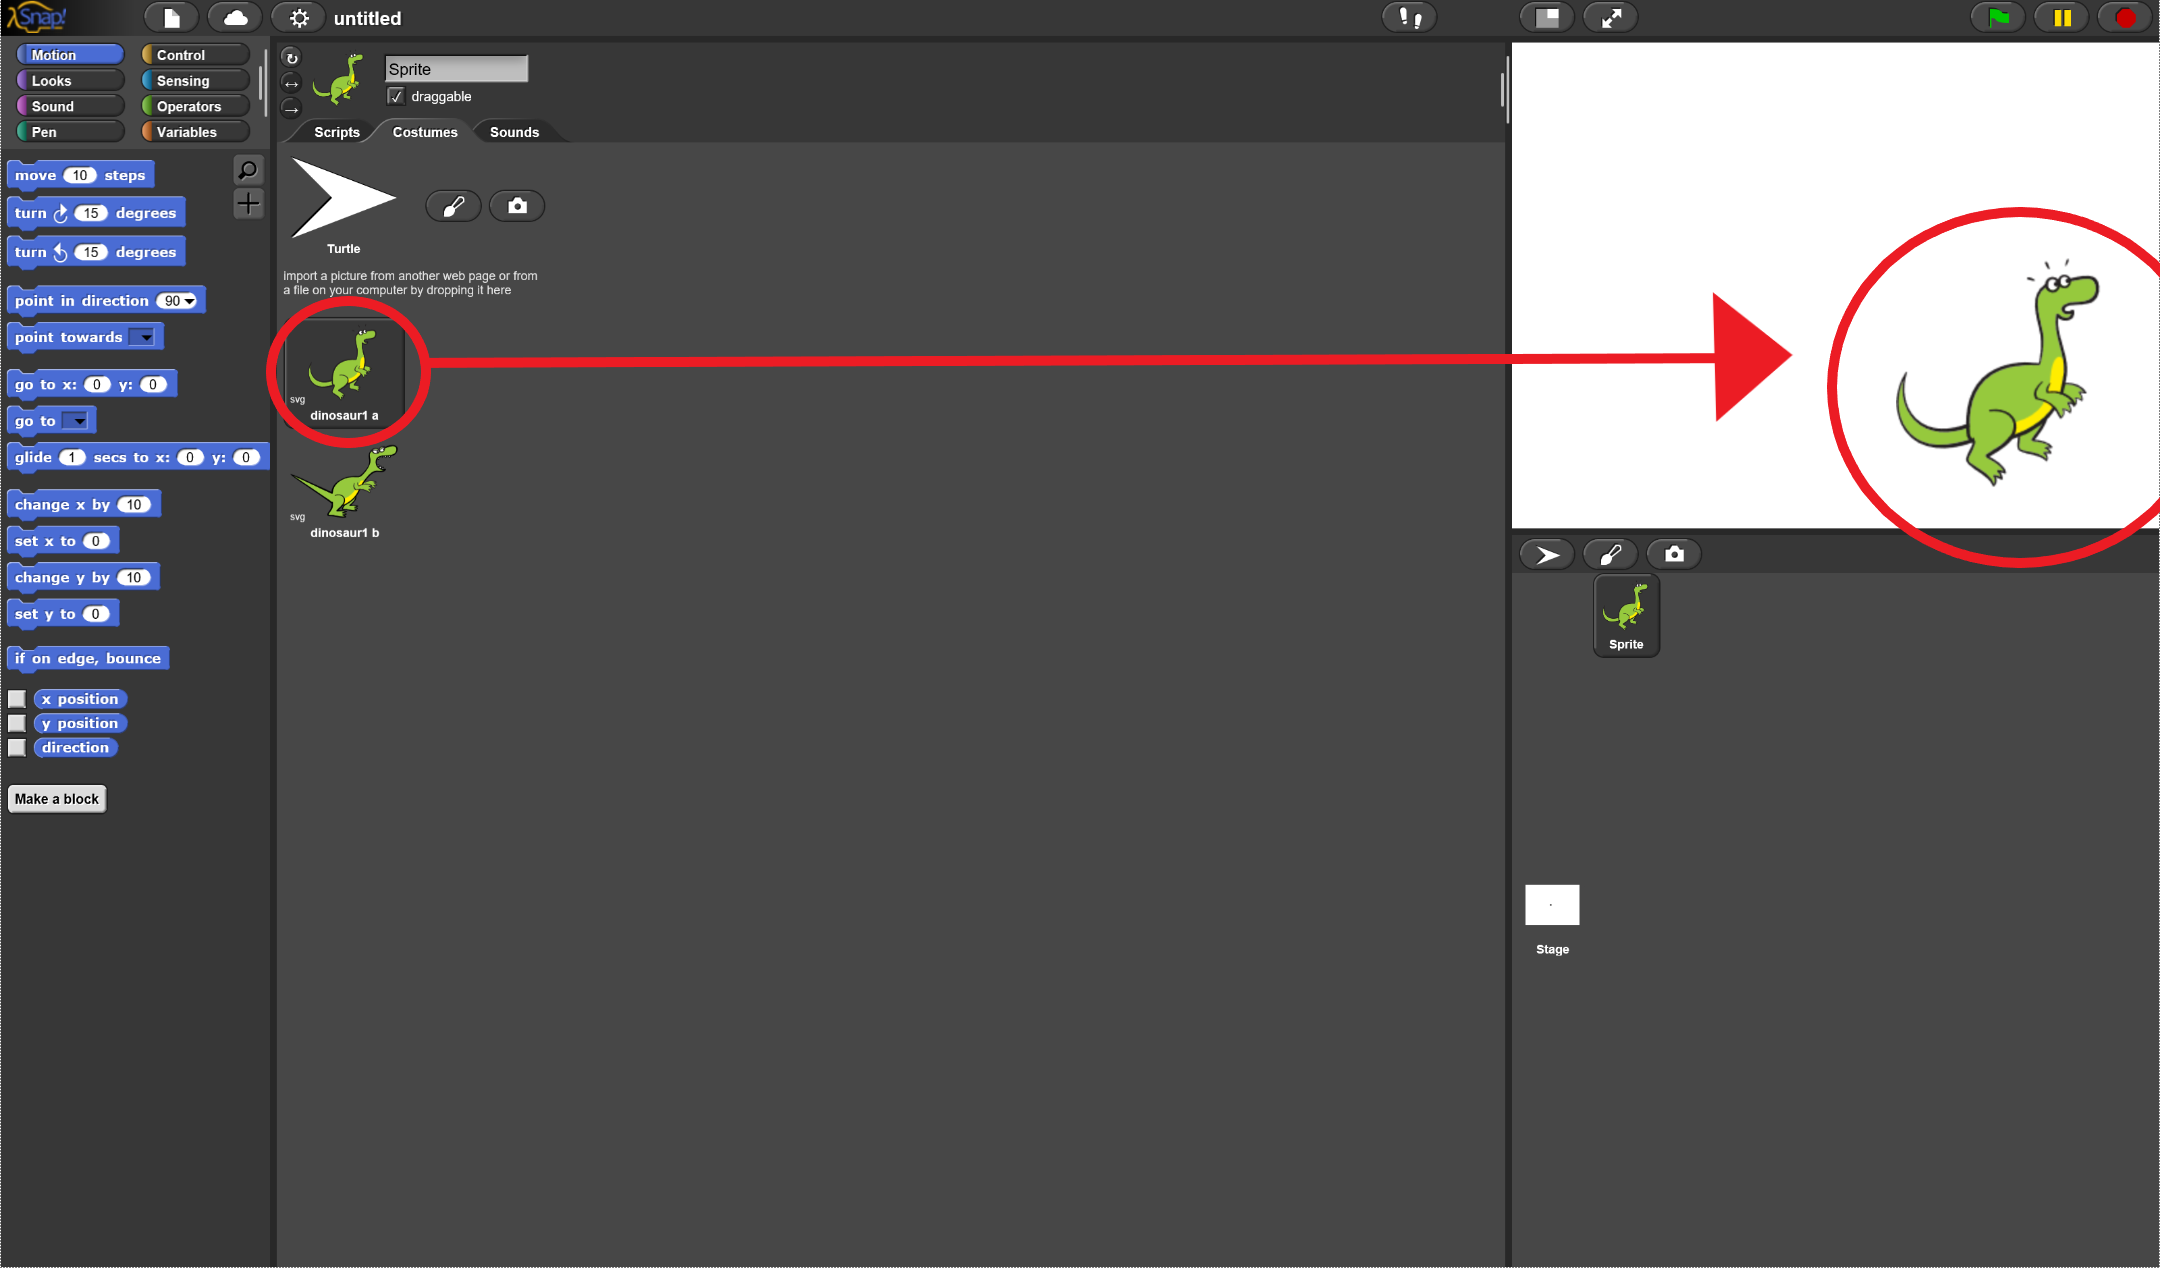 Snap!
untitled
Motion
Control
Looks
Sensing
Sound
Operators
Pen
Variables
move 10 steps
turn 15 degrees
turn 15 degrees
point in direction 90
point towards
go to x: 0 y: 0
go to
glide 1 secs to x: 0 y: 0
change x by 10
set x to 0
change y by 10
set y to 0
if on edge, bounce
x position
y position
direction
Make a block
Sprite
draggable
Scripts
Costumes
Sounds
Turtle
Import a picture from another web page or from
a file on your computer by dropping it here
svg
dinosaur1 a
svg
dinosaur1 b
Sprite
Stage